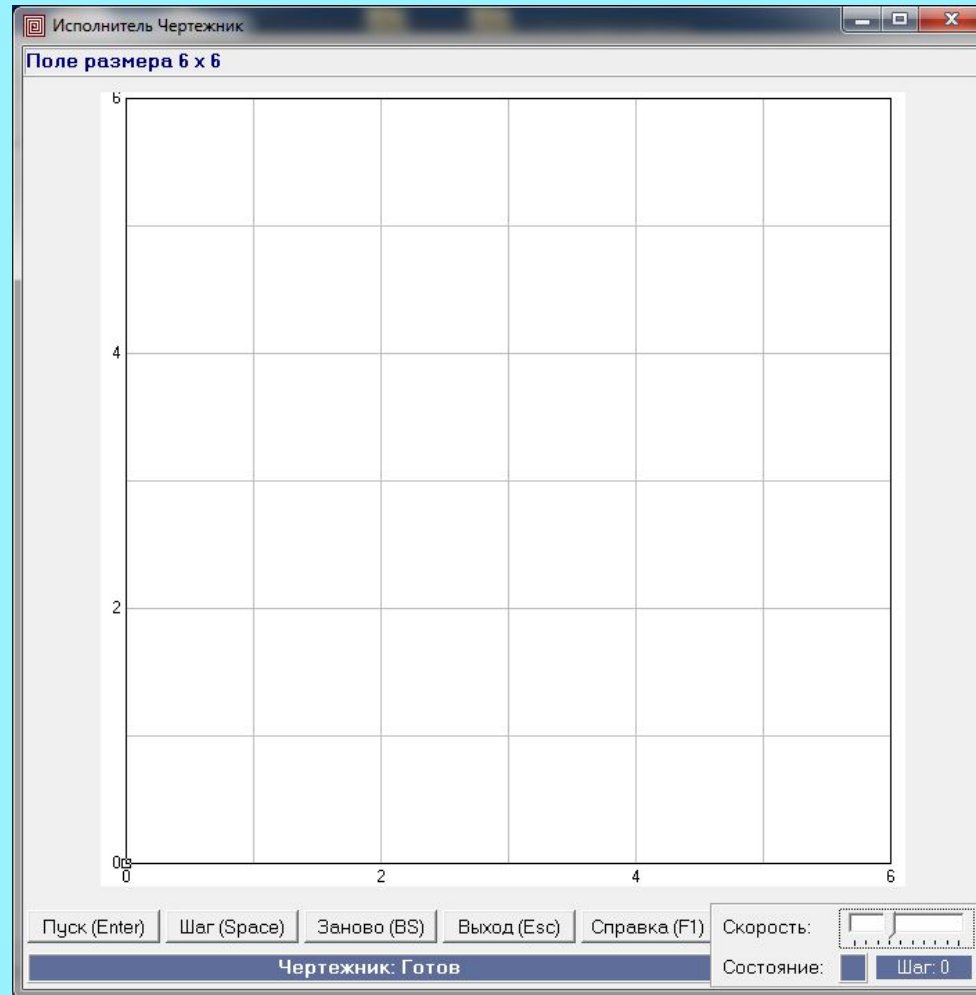 Исполнитель Чертежник
Поле размера 6 x 6
6
4
2
0
0 2 4 6
Пуск (Enter) Шаг (Space) Заново (BS) Выход (Esc) Справка (F1) Скорость:
Чертежник: Готов Состояние: Шаг: 0